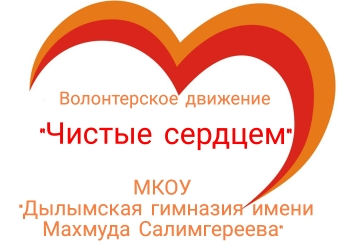 Волонтерское движение
"Чистые сердцем"
МКОУ
"Дылымская гимназия имени
Махмуда Салимгереева"